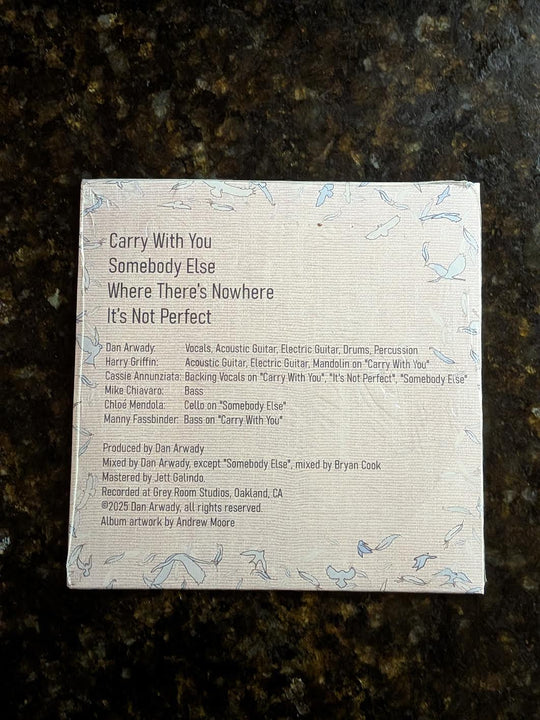 Carry With You
Somebody Else
Where There's Nowhere
It's Not Perfect
Dan Arwady: Vocals, Acoustic Guitar, Electric Guitar, Drums, Percussion
Harry Griffin: Acoustic Guitar, Electric Guitar, Mandolin on "Carry With You"
Cassie Annunziata: Backing Vocals on "Carry With You", "It's Not Perfect", "Somebody Else"
Mike Chiavaro: Bass
Chloé Mendola: Cello on "Somebody Else"
Manny Fassbinder: Bass on "Carry With You"
Produced by Dan Arwady
Mixed by Dan Arwady, except "Somebody Else", mixed by Bryan Cook
Mastered by Jett Galindo.
Recorded at Grey Room Studios, Oakland, CA
©2025 Dan Arwady, all rights reserved.
Album artwork by Andrew Moore